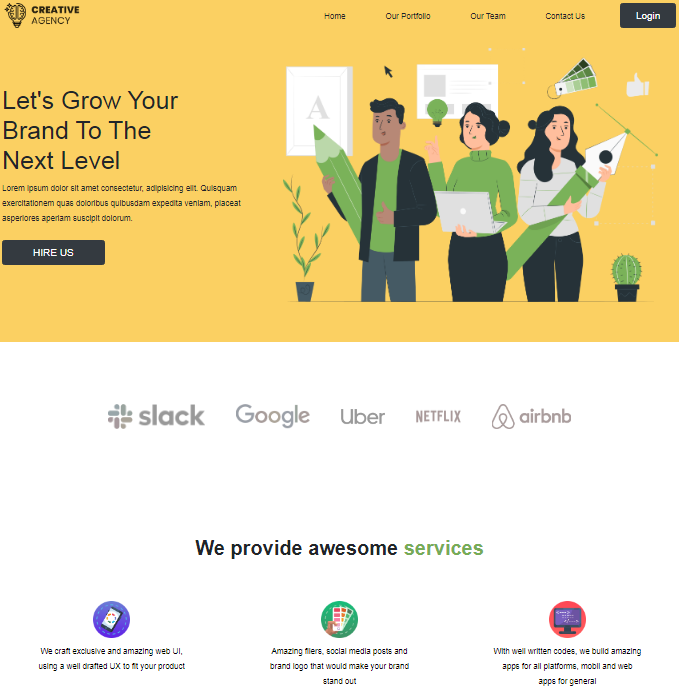 CREATIVE
AGENCY
Home
Our Portfolio
Our Team
Contact Us
Login
A
Let's Grow Your
Brand To The
Next Level
Lorem ipsum dolor sit amet consectetur, adipisicing elit. Quisquam
exercitationem quas doloribus quibusdam expedita veniam, placeat
asperiores aperiam suscipit dolorum.
HIRE US
slack
Google
Uber
NETFLIX
airbnb
We provide awesome services
We craft exclusive and amazing web UI,
using a well drafted UX to fit your product
Amazing fliers, social media posts and
brand logo that would make your brand
stand out
With well written codes, we build amazing
apps for all platforms, mobil and web
apps for general